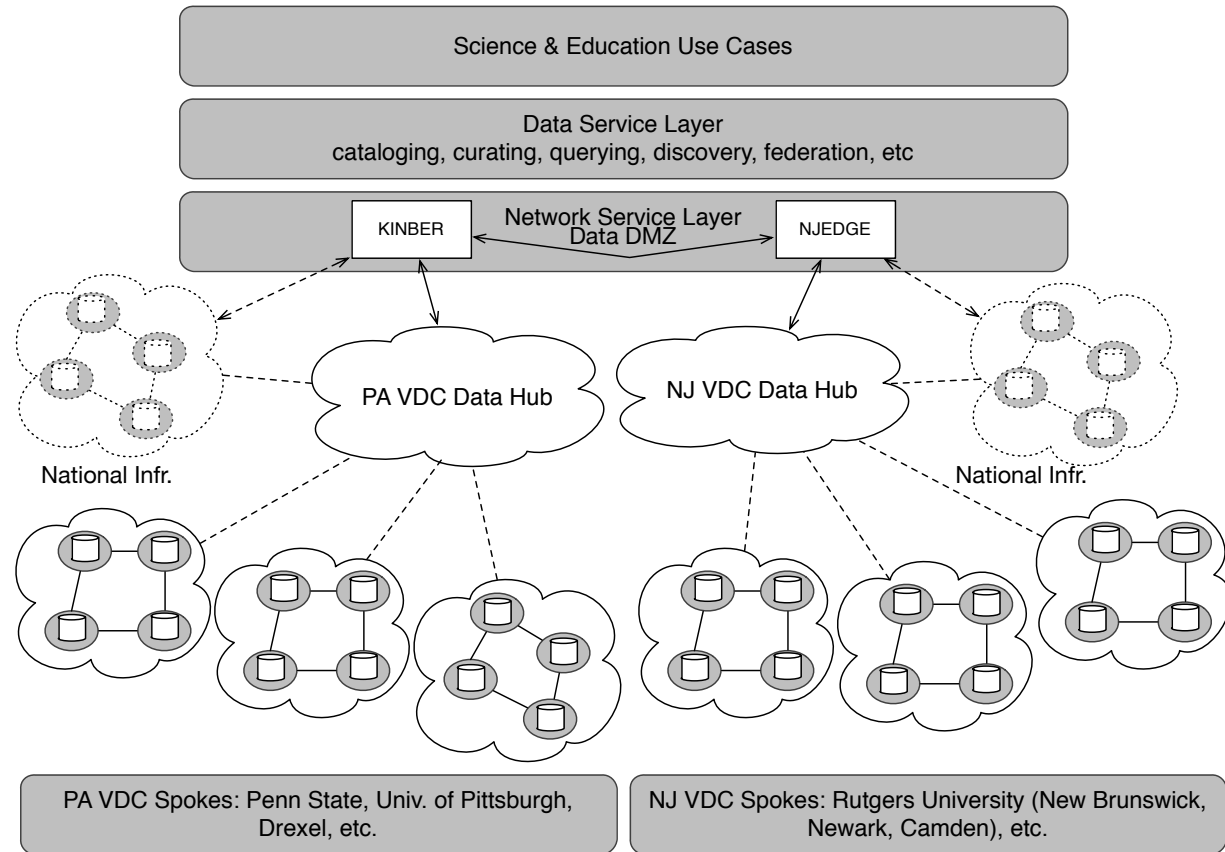 Science & Education Use Cases
Data Service Layer
cataloging, curating, querying, discovery, federation, etc
Network Service Layer
Data DMZ
KINBER
NJEDGE
PA VDC Data Hub
NJ VDC Data Hub
National Infr.
National Infr.
PA VDC Spokes: Penn State, Univ. of Pittsburgh,
Drexel, etc.
NJ VDC Spokes: Rutgers University (New Brunswick,
Newark, Camden), etc.